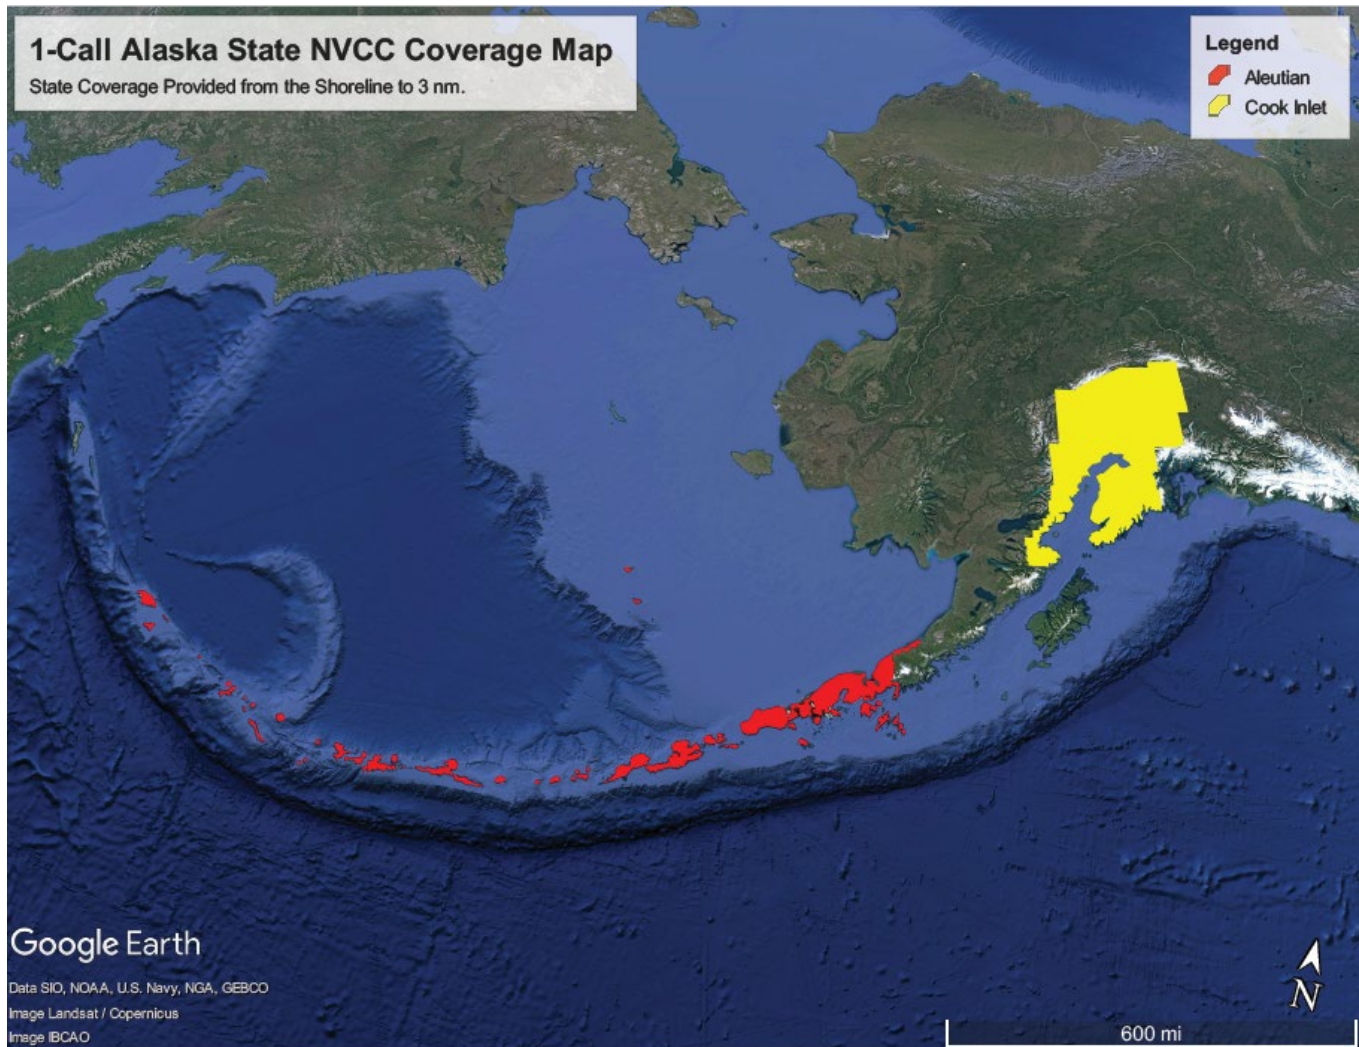 1-Call Alaska State NVCC Coverage Map
State Coverage Provided from the Shoreline to 3 nm.
Legend
Aleutian
Cook Inlet
Google Earth
Data SIO, NOAA, U.S. Navy, NGA, GEBCO
Image Landsat / Copernicus
Image IBCAO
N
600 mi